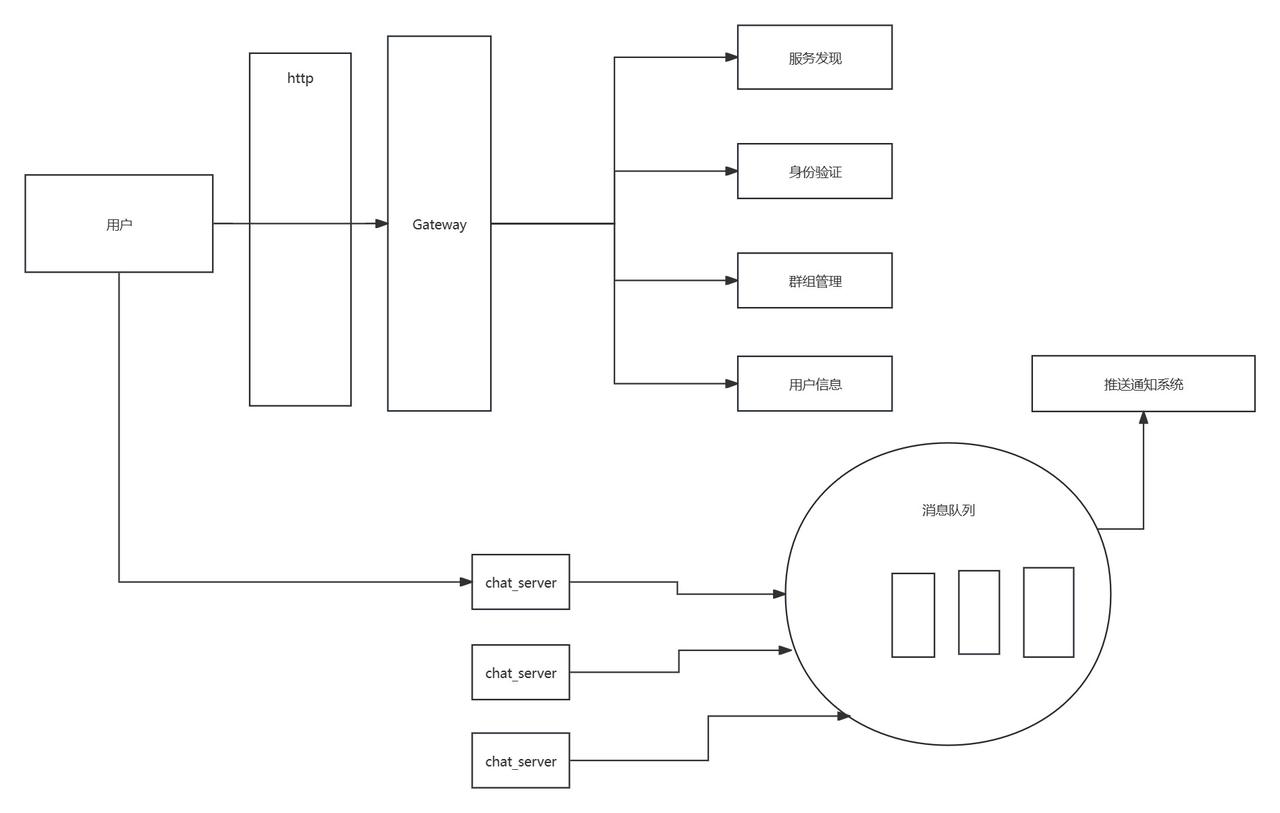 http
用户
Gateway
服务发现
身份验证
群组管理
用户信息
推送通知系统
消息队列
chat_server
chat_server
chat_server